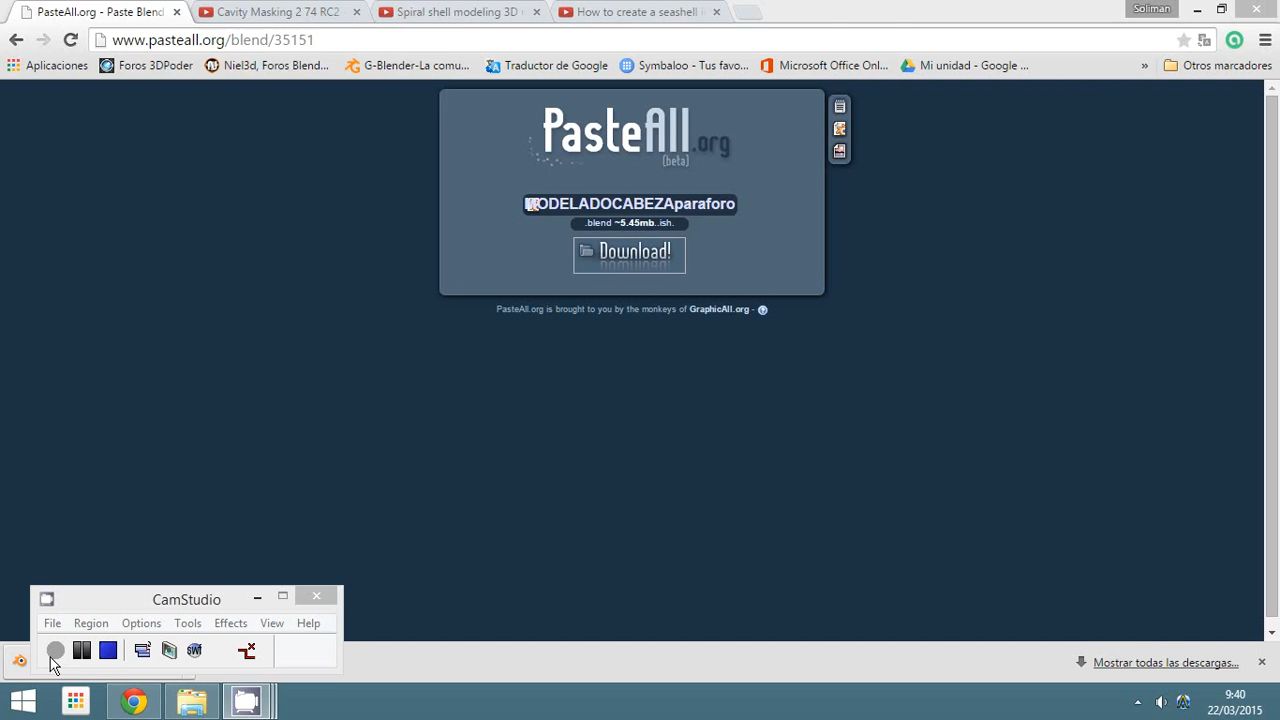 PasteAll.org - Paste Blend
Cavity Masking 2 74 RC2
Spiral shell modeling 3D
How to create a seashell
Soliman
www.pasteall.org/blend/35151
Aplicaciones
Foros 3DPoder
Niel3d, Foros Blend...
G-Blender-La comu...
Traductor de Google
Symbaloo - Tus favo...
Microsoft Office Onl...
Mi unidad - Google ...
»
Otros marcadores
PasteAll.org
(beta)
MODELADOCABEZAparaforo
.blend ~5.45mb..ish.
Download!
PasteAll.org is brought to you by the monkeys of GraphicAll.org -
CamStudio
File Region Options Tools Effects View Help
Mostrar todas las descargas...
9:40
22/03/2015